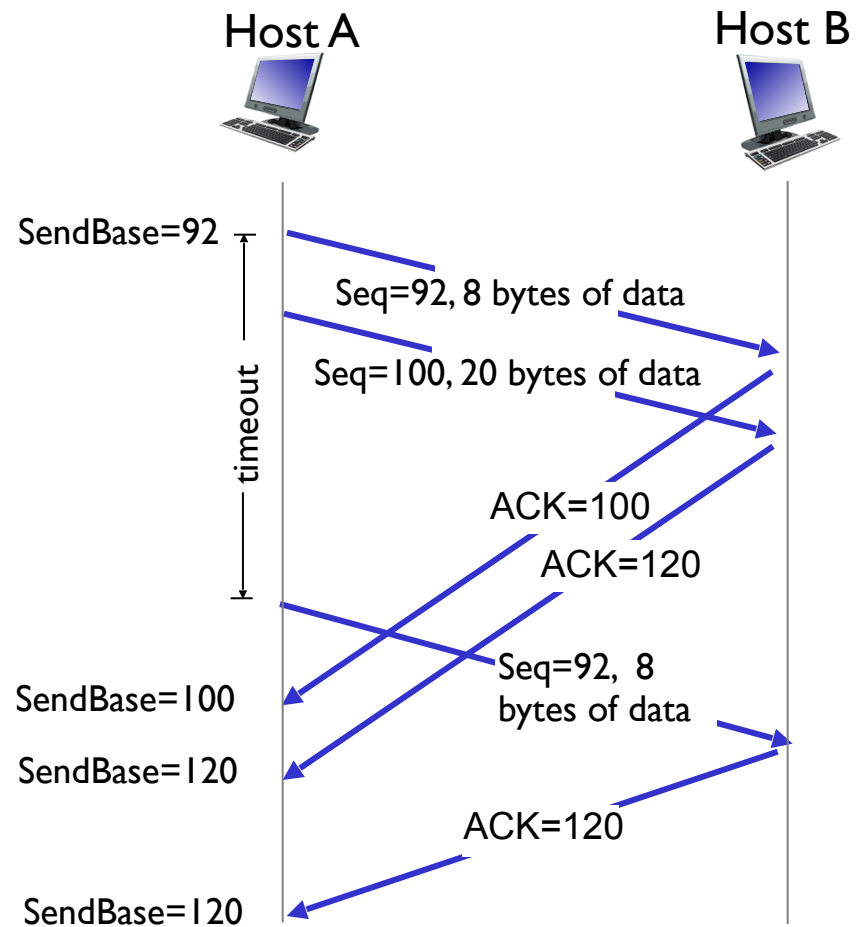 Host A
Host B
SendBase=92
Seq=92, 8 bytes of data
Seq=100, 20 bytes of data
timeout
ACK=100
ACK=120
Seq=92, 8
bytes of data
SendBase=100
SendBase=120
ACK=120
SendBase=120